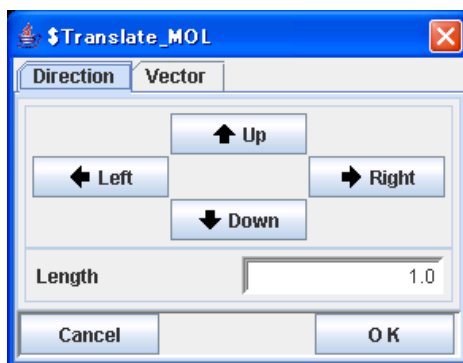 $Translate_MOL
Direction Vector
Up
Left Right
Down
Length 1.0
Cancel OK